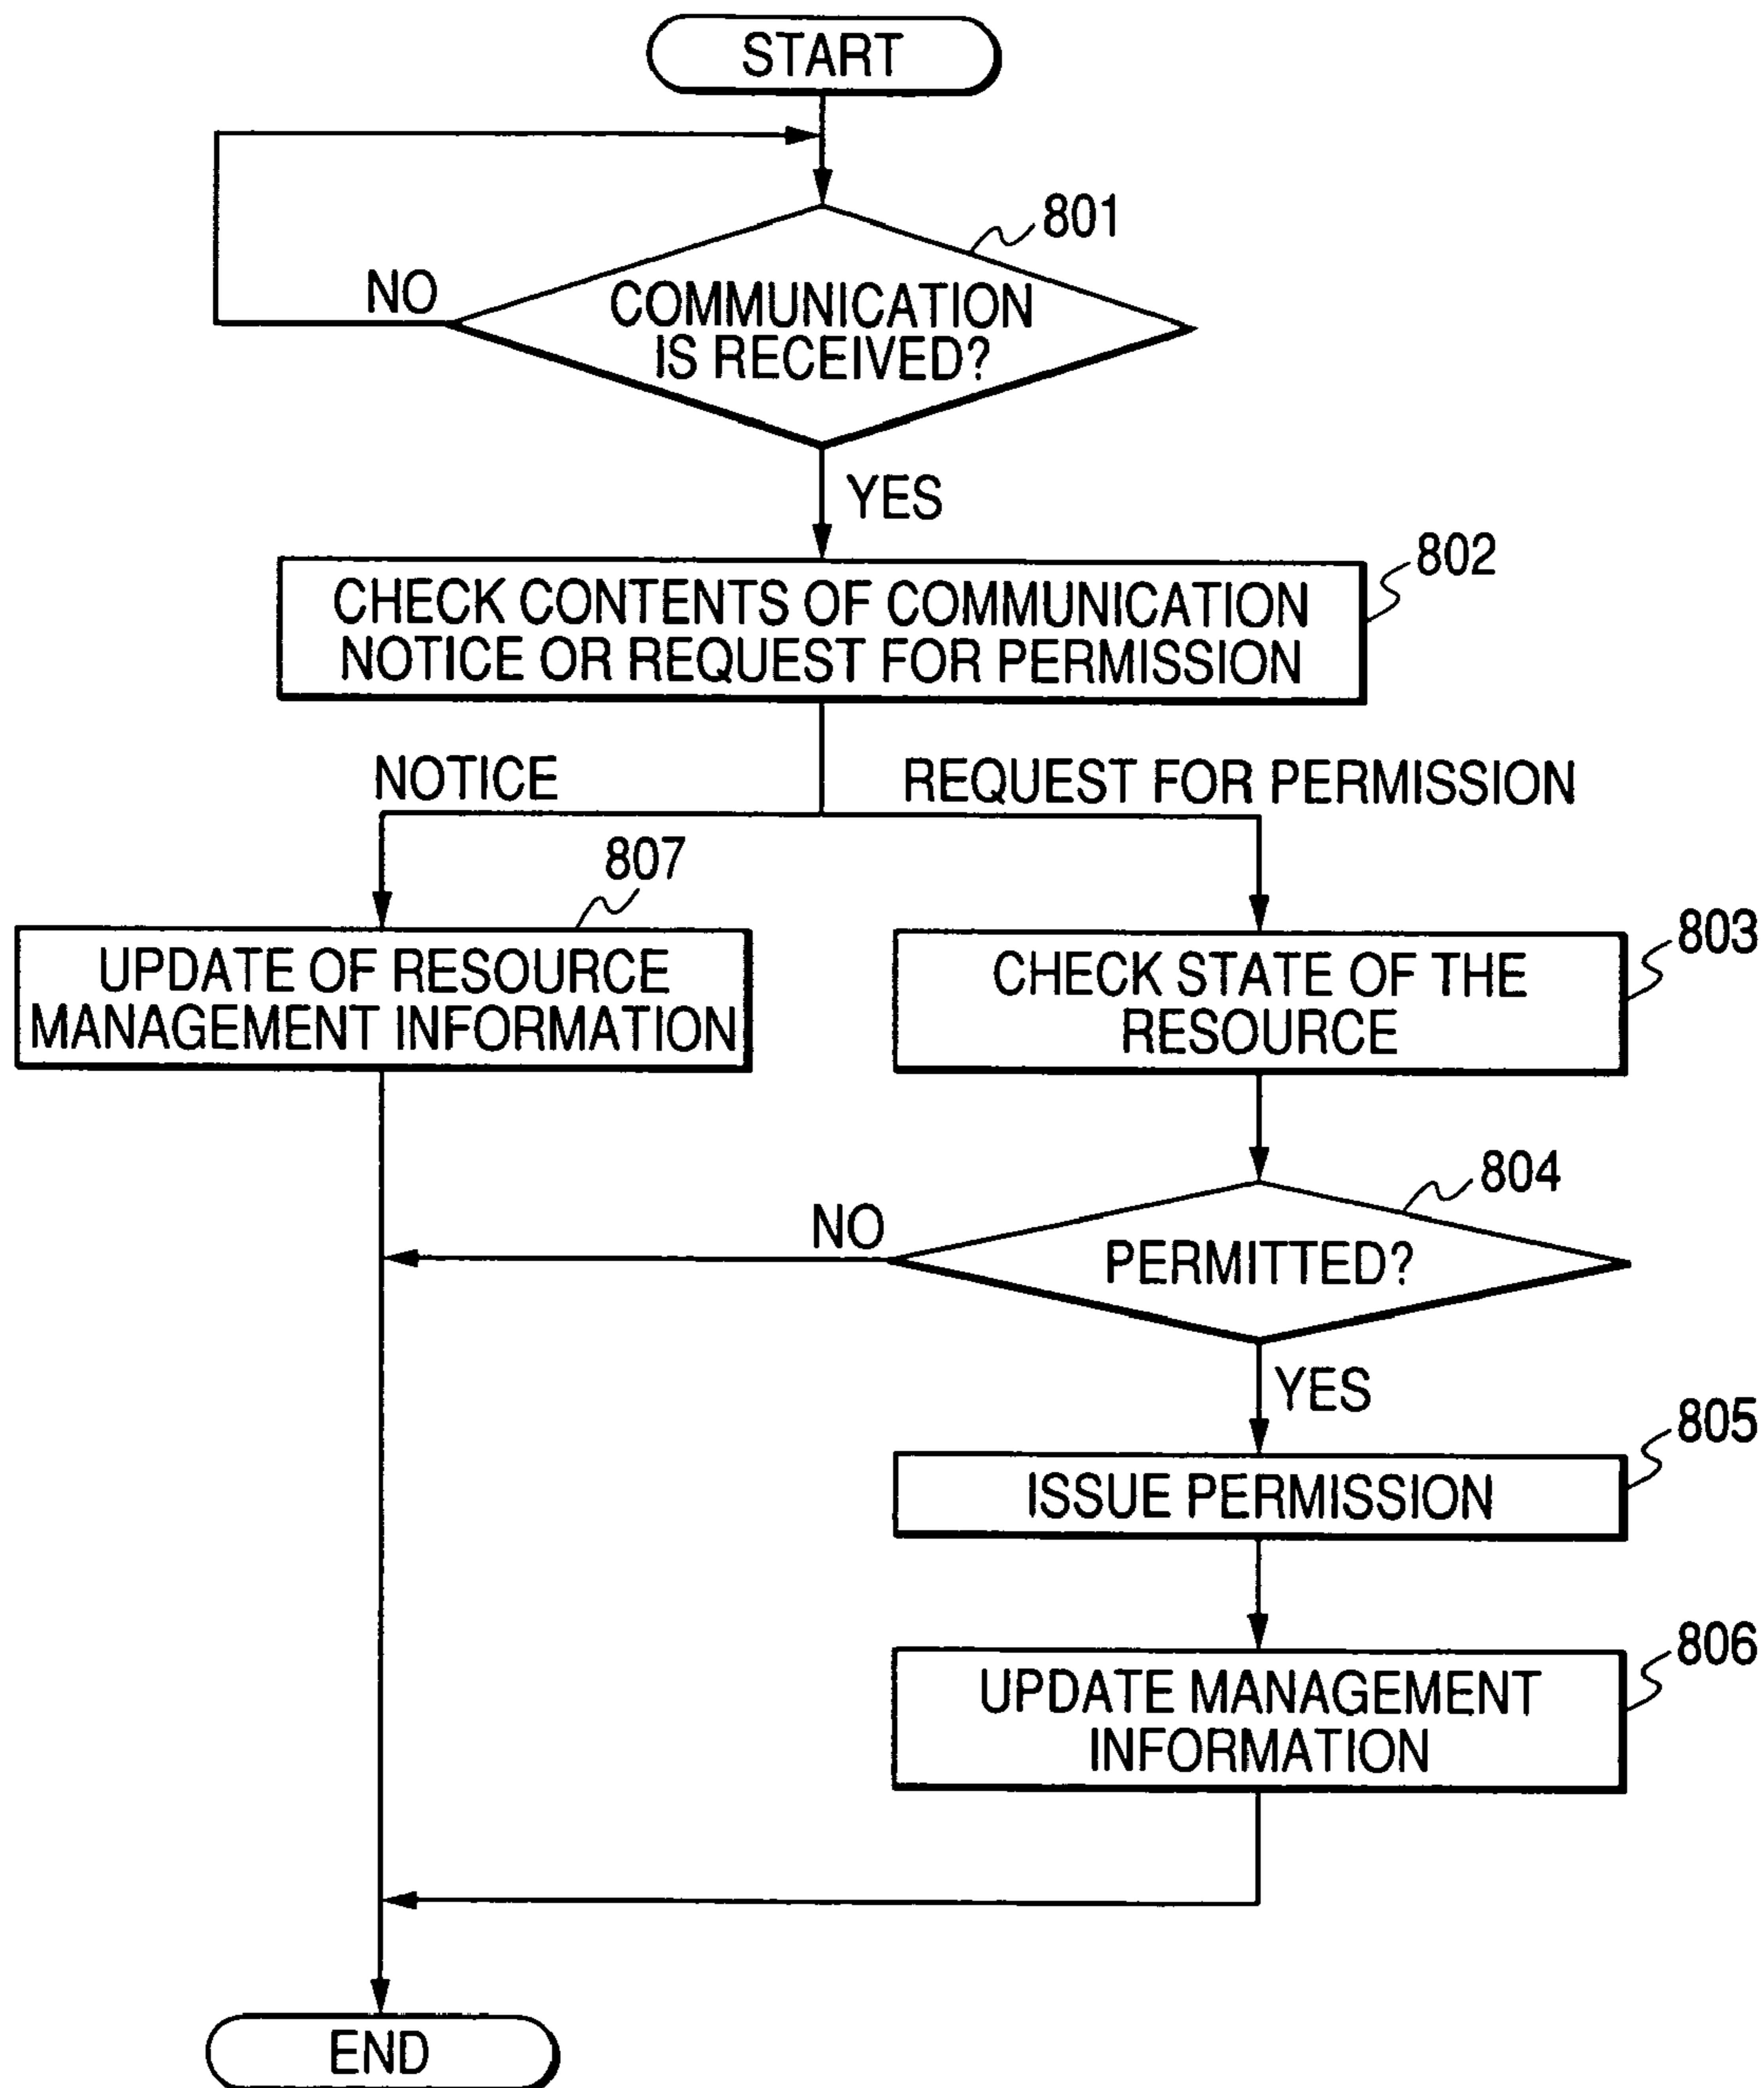 START
801
NO
COMMUNICATION
IS RECEIVED?
YES
802
CHECK CONTENTS OF COMMUNICATION
NOTICE OR REQUEST FOR PERMISSION
NOTICE
REQUEST FOR PERMISSION
807
UPDATE OF RESOURCE
MANAGEMENT INFORMATION
803
CHECK STATE OF THE
RESOURCE
804
NO
PERMITTED?
YES
805
ISSUE PERMISSION
806
UPDATE MANAGEMENT
INFORMATION
END